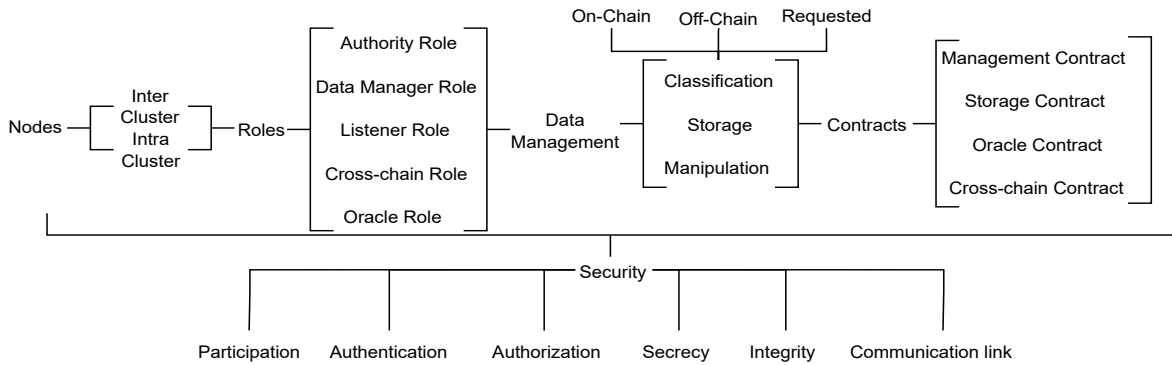 On-Chain
Off-Chain
Requested
Nodes
Inter
Cluster
Intra
Cluster
Roles
Authority Role
Data Manager Role
Listener Role
Cross-chain Role
Oracle Role
Data
Management
Classification
Storage
Manipulation
Contracts
Management Contract
Storage Contract
Oracle Contract
Cross-chain Contract
Security
Participation
Authentication
Authorization
Secrecy
Integrity
Communication link